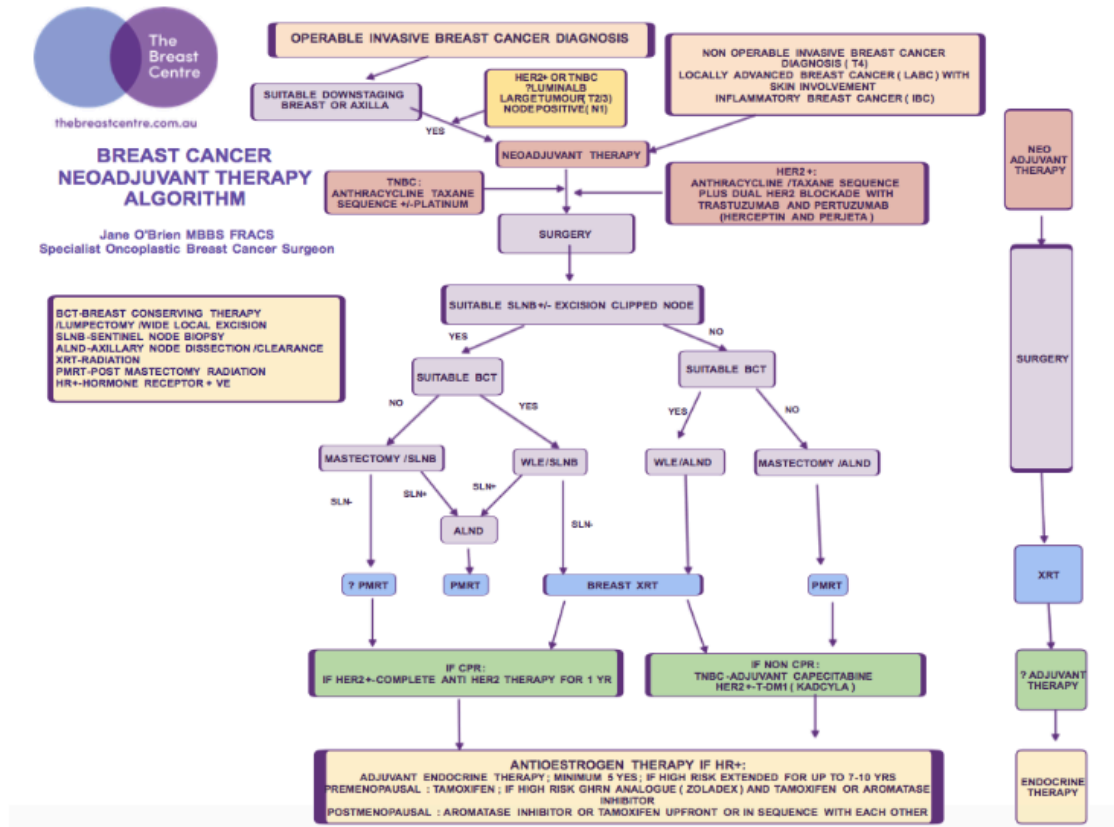 The
Breast
Centre
thebreastcentre.com.au
BREAST CANCER
NEOADJUVANT THERAPY
ALGORITHM
Jane O'Brien MBBS FRACS
Specialist Oncoplastic Breast Cancer Surgeon
OPERABLE INVASIVE BREAST CANCER DIAGNOSIS
SUITABLE DOWNSTAGING
BREAST OR AXILLA
HER2+ OR TNBC
?LUMINALB
LARGETUMOUR(T2/3)
NODEPOSITIVE(N1)
NON OPERABLE INVASIVE BREAST CANCER
DIAGNOSIS(T4)
LOCALLY ADVANCED BREAST CANCER (LABC) WITH
SKIN INVOLVEMENT
INFLAMMATORY BREAST CANCER (IBC)
YES
NEOADJUVANT THERAPY
TNBC:
ANTHRACYCLINE TAXANE
SEQUENCE +/-PLATINUM
HER2+:
ANTHRACYCLINE/TAXANE SEQUENCE
PLUS DUAL HER2 BLOCKADE WITH
TRASTUZUMAB AND PERTUZUMAB
(HERCEPTIN AND PERJETA)
SURGERY
SUITABLE SLNB+/- EXCISION CLIPPED NODE
YES
NO
SUITABLE BCT
SUITABLE BCT
NO
YES
YES
NO
MASTECTOMY/SLNB
WLE/SLNB
WLE/ALND
MASTECTOMY/ALND
SLN-
SLN+
SLN+
SLN-
ALND
? PMRT
PMRT
BREAST XRT
PMRT
IF CPR:
IF HER2+-COMPLETE ANTI HER2 THERAPY FOR 1 YR
IF NON CPR:
TNBC-ADJUVANT CAPECITABINE
HER2+-T-DM1 (KADCYLA)
ANTIOESTROGEN THERAPY IF HR+:
ADJUVANT ENDOCRINE THERAPY; MINIMUM 5 YES; IF HIGH RISK EXTENDED FOR UP TO 7-10 YRS
PREMENOPAUSAL: TAMOXIFEN; IF HIGH RISK GHRN ANALOGUE (ZOLADEX) AND TAMOXIFEN OR AROMATASE
INHIBITOR
POSTMENOPAUSAL: AROMATASE INHIBITOR OR TAMOXIFEN UPFRONT OR IN SEQUENCE WITH EACH OTHER
BCT-BREAST CONSERVING THERAPY
/LUMPECTOMY/WIDE LOCAL EXCISION
SLNB-SENTINEL NODE BIOPSY
ALND-AXILLARY NODE DISSECTION/CLEARANCE
XRT-RADIATION
PMRT-POST MASTECTOMY RADIATION
HR+-HORMONE RECEPTOR + VE
NEO
ADJUVANT
THERAPY
SURGERY
XRT
? ADJUVANT
THERAPY
ENDOCRINE
THERAPY